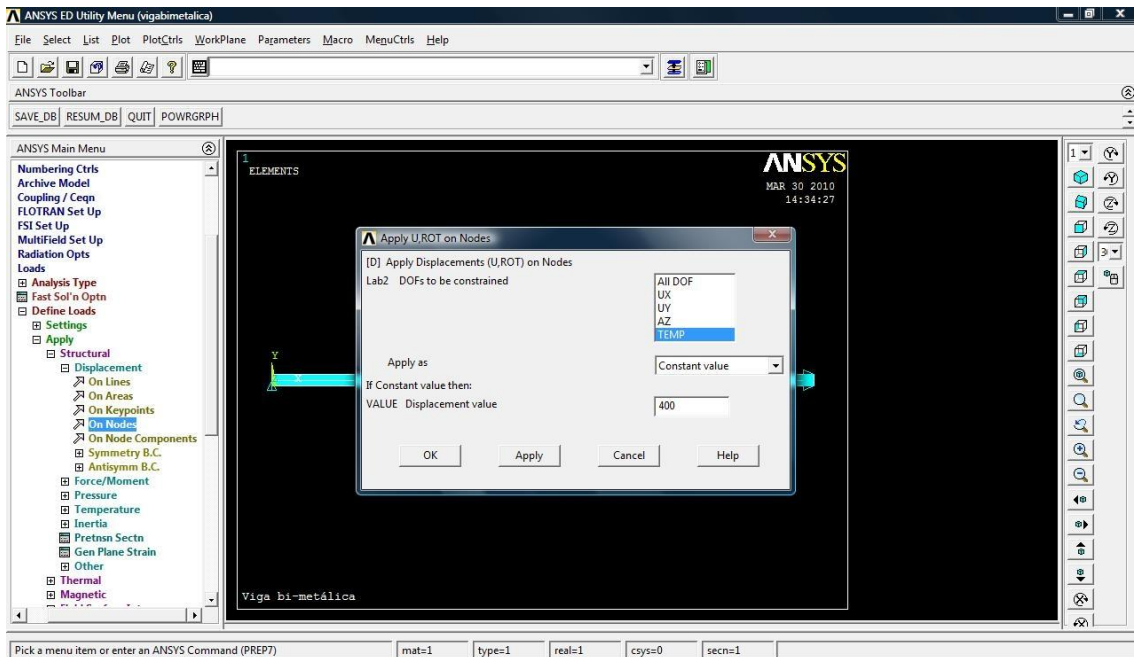 ANSYS ED Utility Menu (vigabimetalica)
File Select List Plot PlotCtrls WorkPlane Parameters Macro MenuCtrls Help
ANSYS Toolbar
SAVE_DB RESUM_DB QUIT POWRGRPH
ANSYS Main Menu
Numbering Ctrls
Archive Model
Coupling / Ceqn
FLOTRAN Set Up
FSI Set Up
MultiField Set Up
Radiation Opts
Loads
Analysis Type
Fast Sol'n Optn
Define Loads
Settings
Apply
Structural
Displacement
On Lines
On Areas
On Keypoints
On Nodes
On Node Components
Symmetry B.C.
Antisymm B.C.
Force/Moment
Pressure
Temperature
Inertia
Pretnsn Sectn
Gen Plane Strain
Other
Thermal
Magnetic
1
ELEMENTS
ANSYS
MAR 30 2010
14:34:27
Y
X
Apply U,ROT on Nodes
[D] Apply Displacements (U,ROT) on Nodes
Lab2 DOFs to be constrained
All DOF
UX
UY
AZ
TEMP
Apply as Constant value
If Constant value then:
VALUE Displacement value 400
OK Apply Cancel Help
Viga bi-metálica
1
3
Pick a menu item or enter an ANSYS Command (PREP7) mat=1 type=1 real=1 csys=0 secn=1